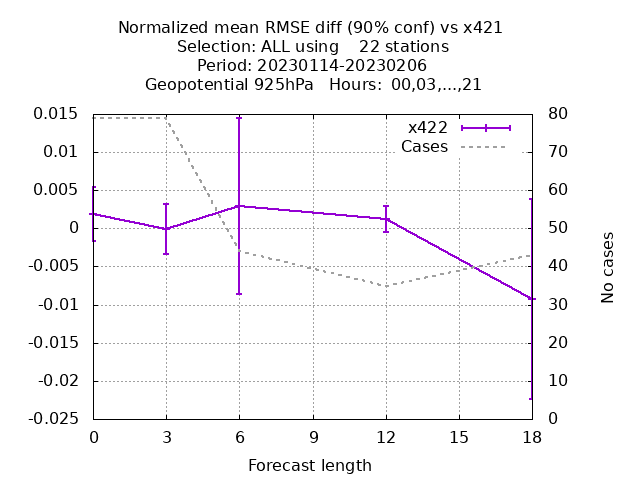 Normalized mean RMSE diff (90% conf) vs x421
Selection: ALL using    22 stations
Period: 20230114-20230206
Geopotential 925hPa   Hours:  00,03,...,21
0.015
0.01
0.005
0
-0.005
-0.01
-0.015
-0.02
-0.025
x422
Cases
80
70
60
50
40
30
20
10
0
No cases
0 3 6 9 12 15 18
Forecast length